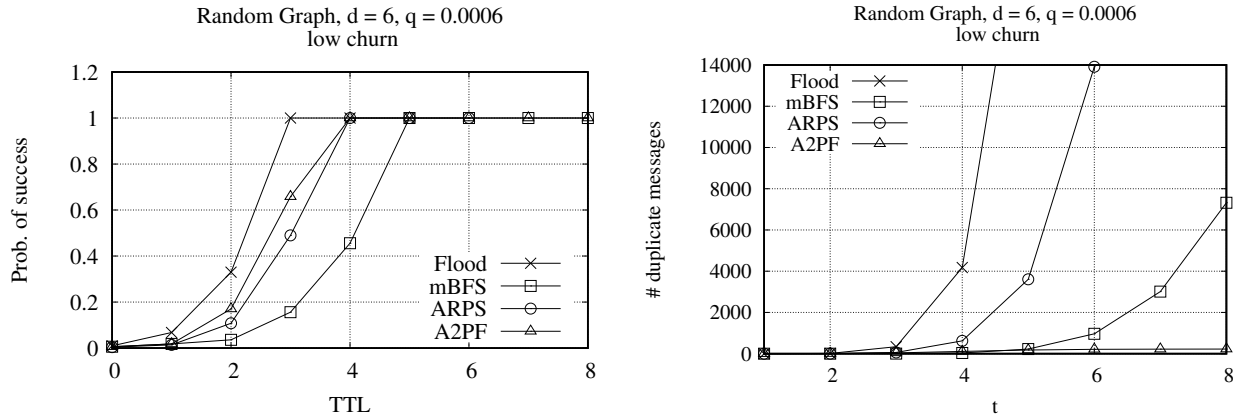 Random Graph, d = 6, q = 0.0006
low churn
1.2
1
0.8
0.6
0.4
0.2
0
Prob. of success
Flood
mBFS
ARPS
A2PF
0 2 4 6 8
TTL
Random Graph, d = 6, q = 0.0006
low churn
14000
12000
10000
8000
6000
4000
2000
0
# duplicate messages
Flood
mBFS
ARPS
A2PF
2 4 6 8
t